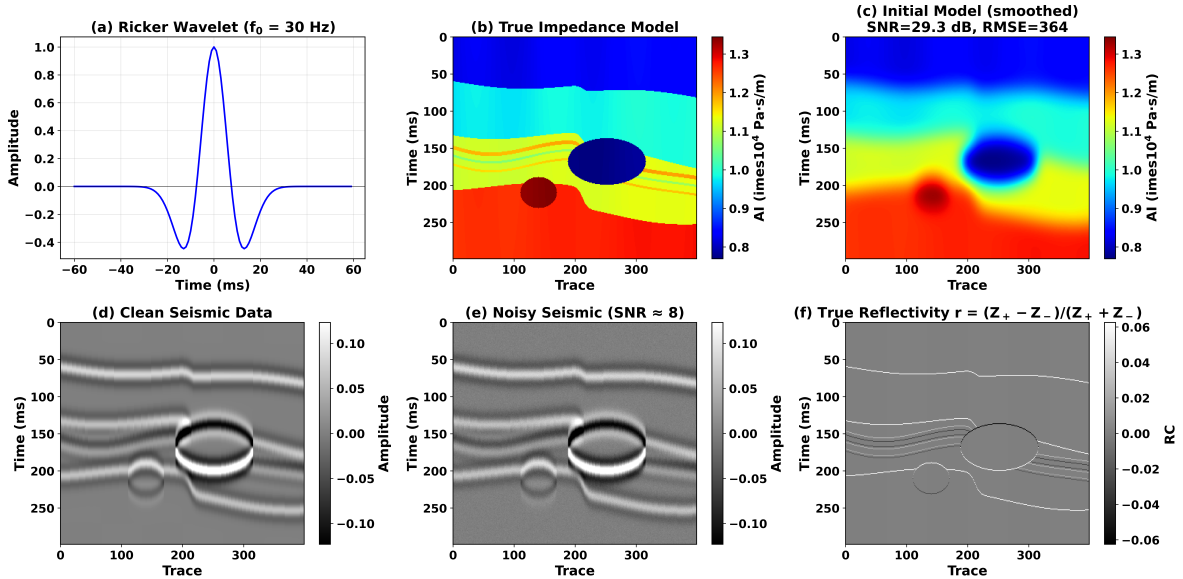 (a) Ricker Wavelet (f₀ = 30 Hz)
Amplitude
1.0
0.8
0.6
0.4
0.2
0.0
−0.2
−0.4
−60 −40 −20 0 20 40 60
Time (ms)
(b) True Impedance Model
Time (ms)
0
50
100
150
200
250
0 100 200 300
Trace
1.3
1.2
1.1
1.0
0.9
0.8
AI (imes10⁴ Pa·s/m)
(c) Initial Model (smoothed)
SNR=29.3 dB, RMSE=364
Time (ms)
0
50
100
150
200
250
0 100 200 300
Trace
1.3
1.2
1.1
1.0
0.9
0.8
AI (imes10⁴ Pa·s/m)
(d) Clean Seismic Data
Time (ms)
0
50
100
150
200
250
0 100 200 300
Trace
0.10
0.05
0.00
−0.05
−0.10
Amplitude
(e) Noisy Seismic (SNR ≈ 8)
Time (ms)
0
50
100
150
200
250
0 100 200 300
Trace
0.10
0.05
0.00
−0.05
−0.10
Amplitude
(f) True Reflectivity r = (Z₊ − Z₋)/(Z₊ + Z₋)
Time (ms)
0
50
100
150
200
250
0 100 200 300
Trace
0.06
0.04
0.02
0.00
−0.02
−0.04
−0.06
RC